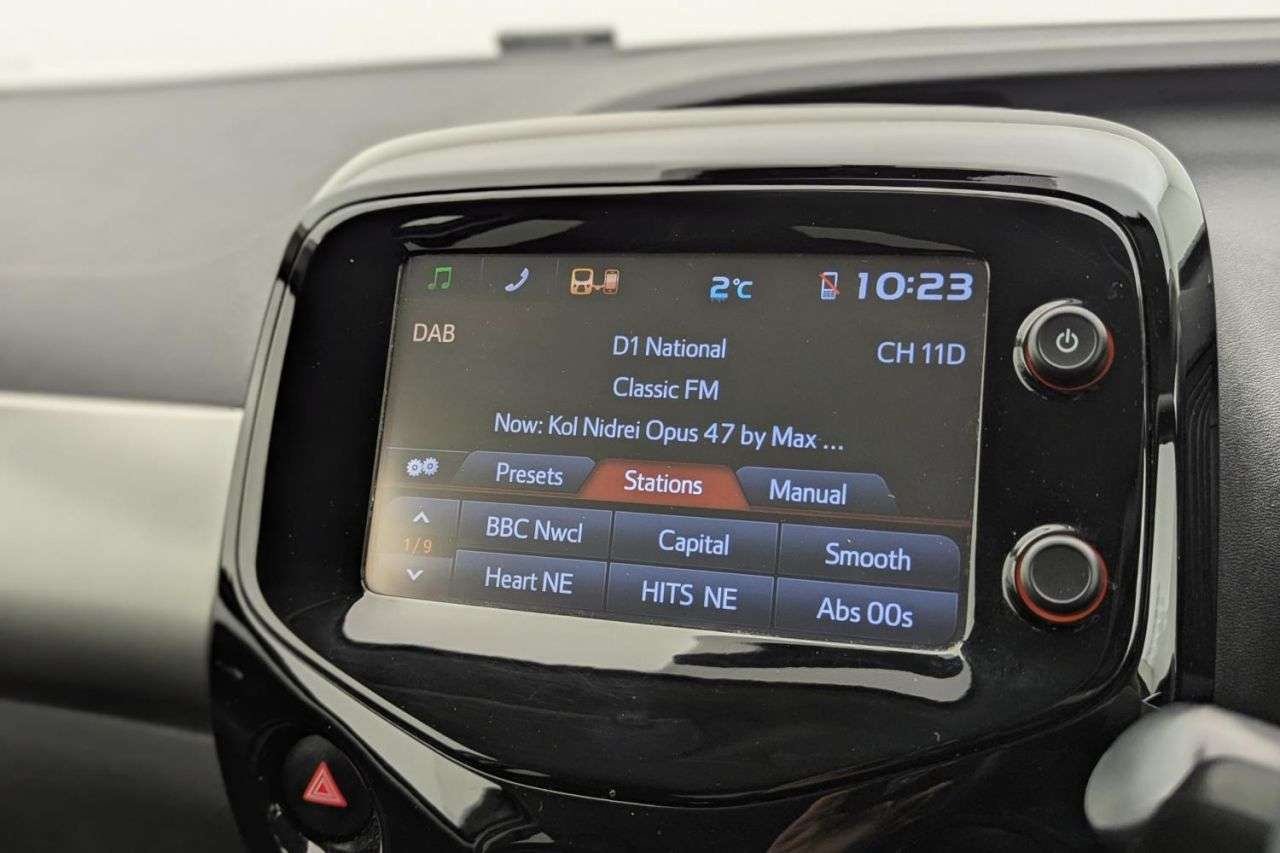 2°C 10:23
DAB D1 National CH 11D
Classic FM
Now: Kol Nidrei Opus 47 by Max ...
Presets Stations Manual
1/9
BBC Nwcl Capital Smooth
Heart NE HITS NE Abs 00s